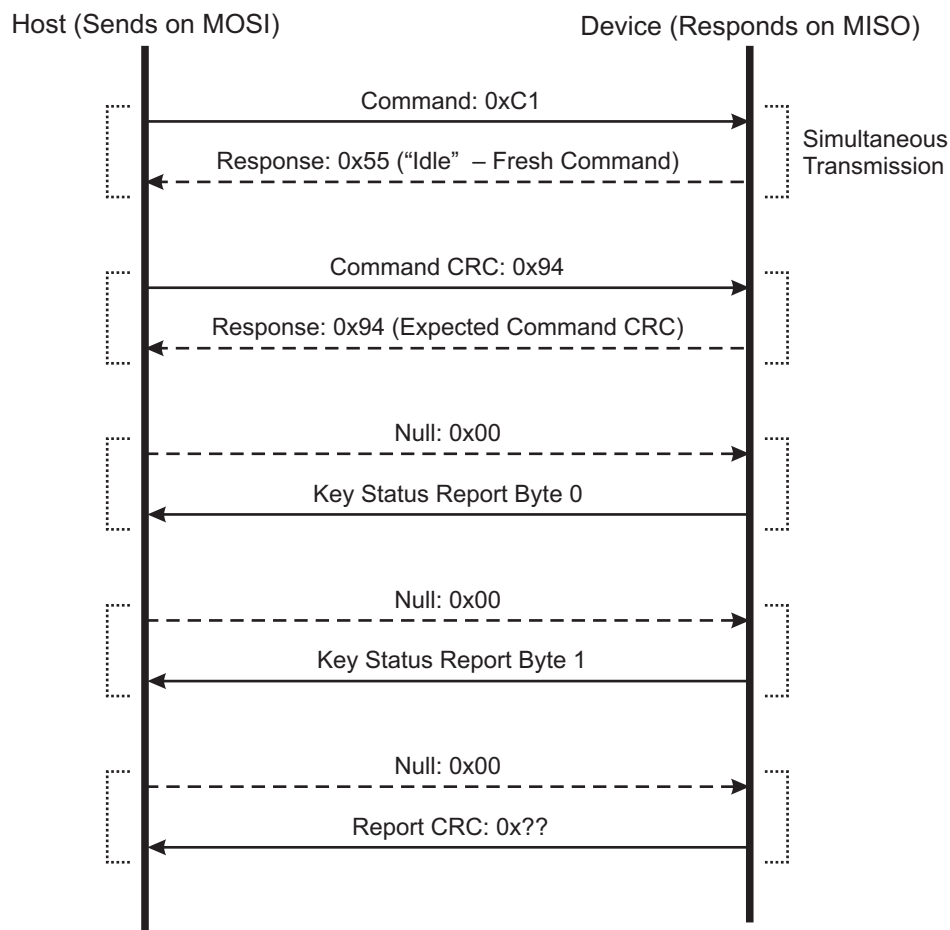 Host (Sends on MOSI)
Device (Responds on MISO)
Command: 0xC1
Simultaneous
Transmission
Response: 0x55 (“Idle” – Fresh Command)
Command CRC: 0x94
Response: 0x94 (Expected Command CRC)
Null: 0x00
Key Status Report Byte 0
Null: 0x00
Key Status Report Byte 1
Null: 0x00
Report CRC: 0x??